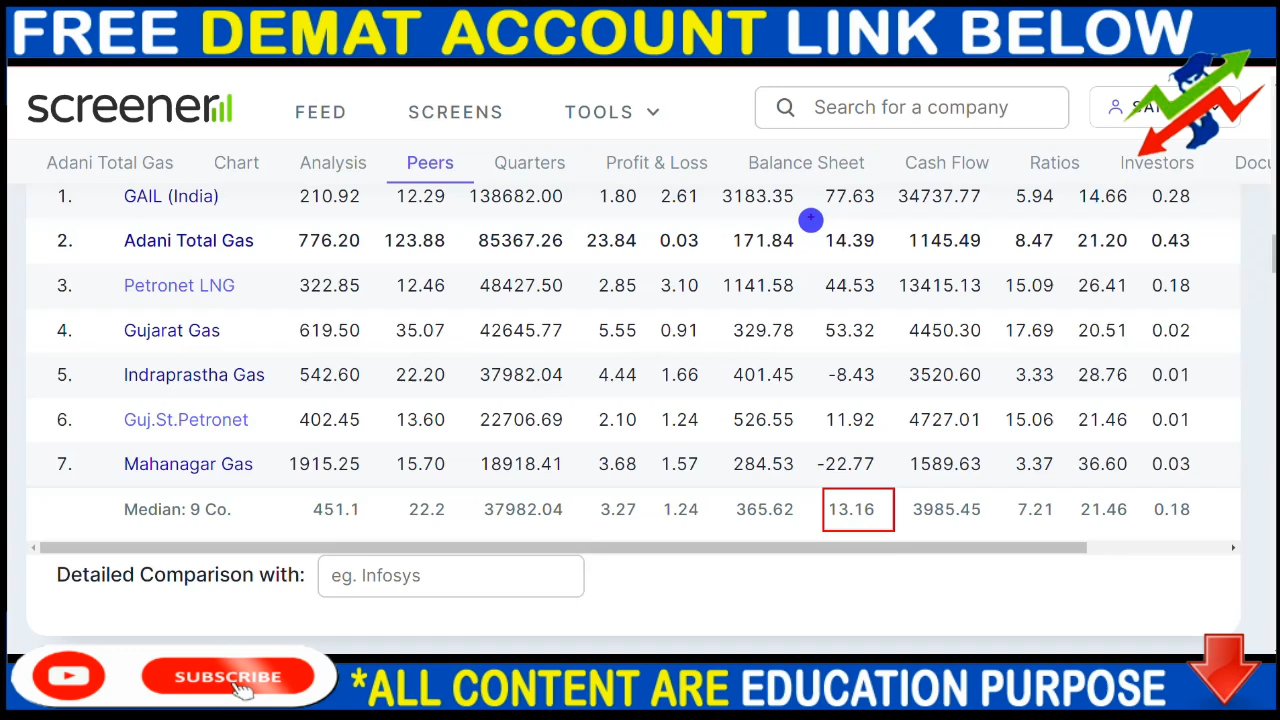 FREE DEMAT ACCOUNT LINK BELOW
screener FEED SCREENS TOOLS Search for a company
Adani Total Gas Chart Analysis Peers Quarters Profit & Loss Balance Sheet Cash Flow Ratios Investors Docu
1. GAIL (India) 210.92 12.29 138682.00 1.80 2.61 3183.35 77.63 34737.77 5.94 14.66 0.28
2. Adani Total Gas 776.20 123.88 85367.26 23.84 0.03 171.84 14.39 1145.49 8.47 21.20 0.43
3. Petronet LNG 322.85 12.46 48427.50 2.85 3.10 1141.58 44.53 13415.13 15.09 26.41 0.18
4. Gujarat Gas 619.50 35.07 42645.77 5.55 0.91 329.78 53.32 4450.30 17.69 20.51 0.02
5. Indraprastha Gas 542.60 22.20 37982.04 4.44 1.66 401.45 -8.43 3520.60 3.33 28.76 0.01
6. Guj.St.Petronet 402.45 13.60 22706.69 2.10 1.24 526.55 11.92 4727.01 15.06 21.46 0.01
7. Mahanagar Gas 1915.25 15.70 18918.41 3.68 1.57 284.53 -22.77 1589.63 3.37 36.60 0.03
Median: 9 Co. 451.1 22.2 37982.04 3.27 1.24 365.62 13.16 3985.45 7.21 21.46 0.18
Detailed Comparison with: eg. Infosys
SUBSCRIBE
*ALL CONTENT ARE EDUCATION PURPOSE